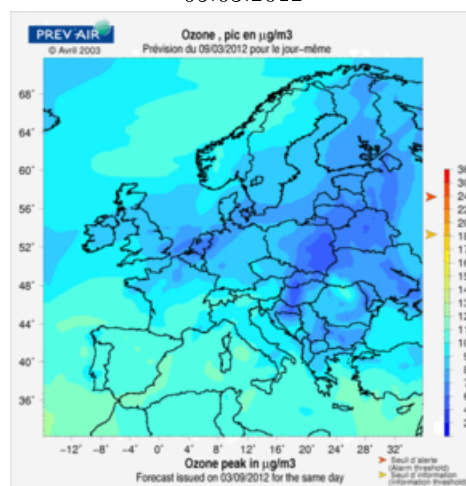 PREV'AIR
© Avril 2003
Ozone , pic en µg/m3
Prévision du 09/03/2012 pour le jour-même
68°
64°
60°
56°
52°
48°
44°
40°
36°
-12° -8° -4° 0° 4° 8° 12° 16° 20° 24° 28° 32°
Ozone peak in µg/m3
Forecast issued on 03/09/2012 for the same day
Seuil d'alerte
(Alarm threshold)
Seuil d'information
(Information threshold)